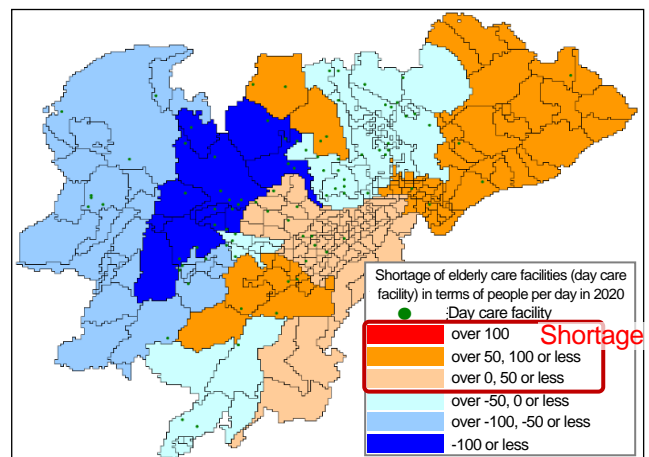 Shortage of elderly care facilities (day care
facility) in terms of people per day in 2020
:Day care facility
over 100
Shortage
over 50, 100 or less
over 0, 50 or less
over -50, 0 or less
over -100, -50 or less
-100 or less